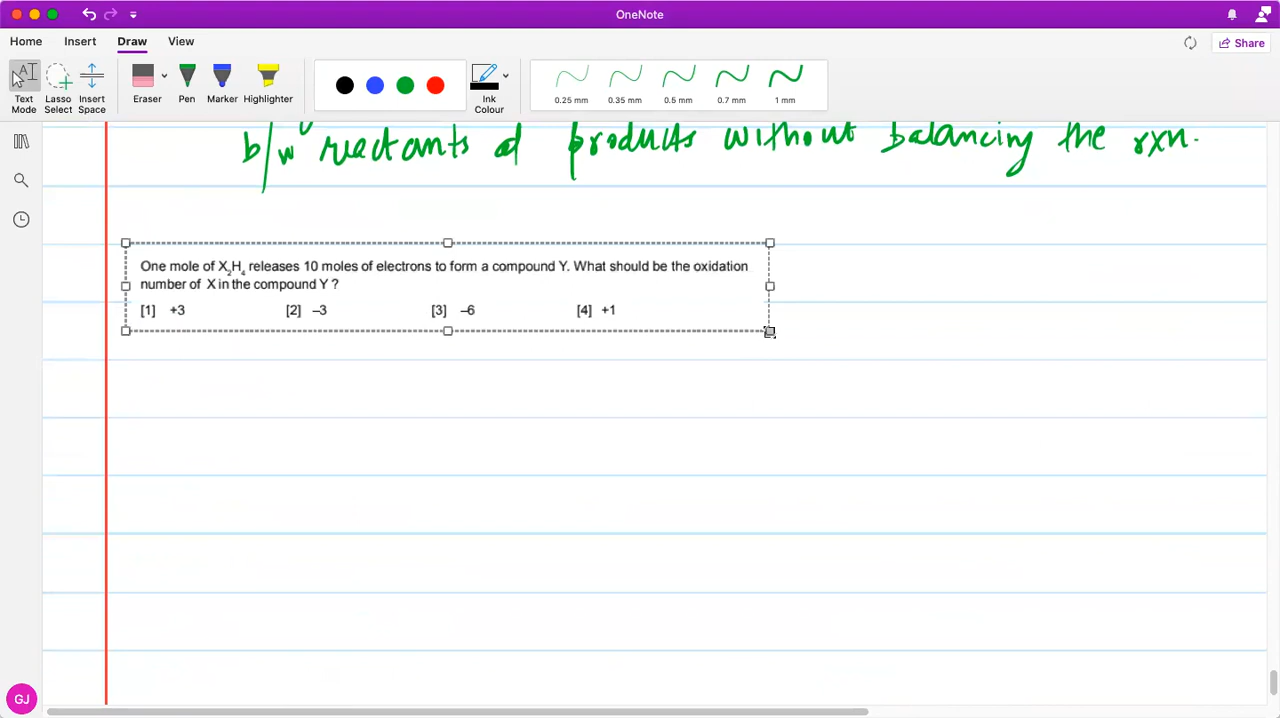 OneNote
Home Insert Draw View
Share
Text Mode
Lasso Select
Insert Space
Eraser
Pen
Marker
Highlighter
Ink Colour
0.25 mm 0.35 mm 0.5 mm 0.7 mm 1 mm
b/w reactants & products without balancing the rxn.
One mole of X2H4 releases 10 moles of electrons to form a compound Y. What should be the oxidation
number of X in the compound Y ?
[1] +3 [2] –3 [3] –6 [4] +1
GJ